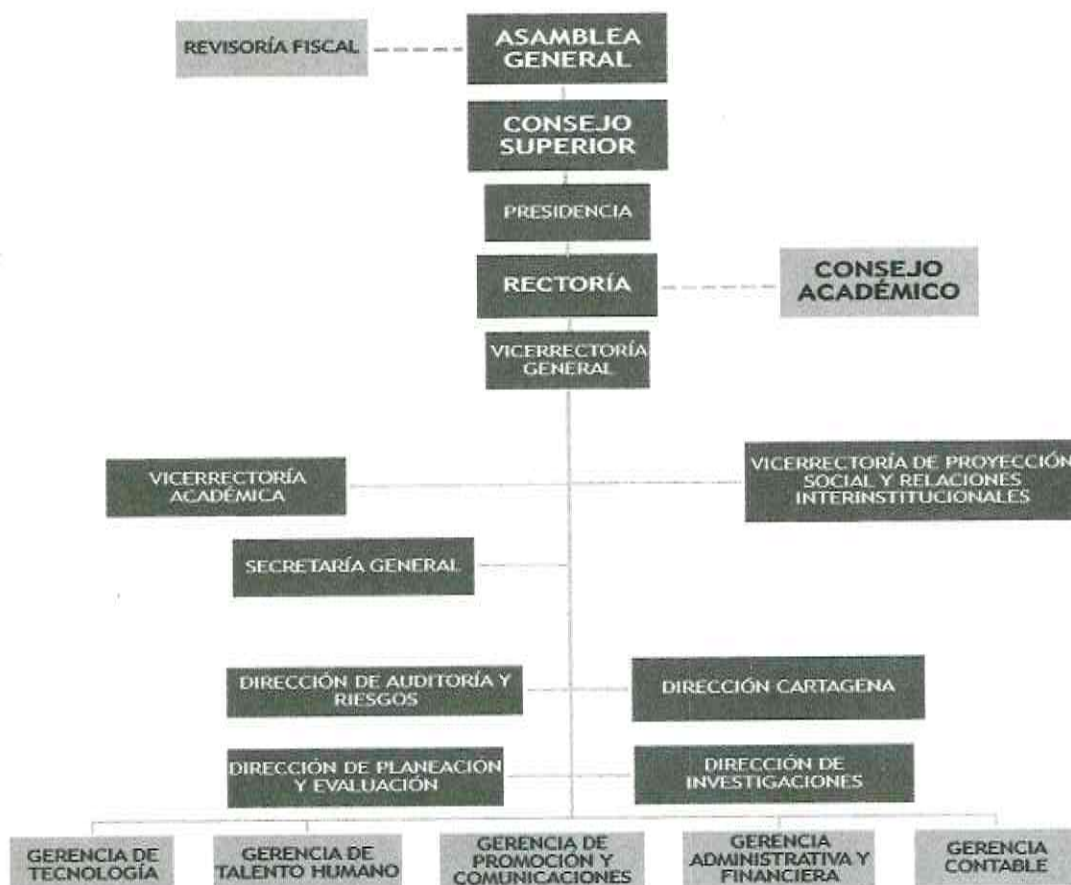 REVISORÍA FISCAL
ASAMBLEA
GENERAL
CONSEJO
SUPERIOR
PRESIDENCIA
RECTORÍA
CONSEJO
ACADÉMICO
VICERRECTORÍA
GENERAL
VICERRECTORÍA
ACADÉMICA
VICERRECTORÍA DE PROYECCIÓN
SOCIAL Y RELACIONES
INTERINSTITUCIONALES
SECRETARÍA GENERAL
DIRECCIÓN DE AUDITORÍA Y
RIESGOS
DIRECCIÓN CARTAGENA
DIRECCIÓN DE PLANEACIÓN
Y EVALUACIÓN
DIRECCIÓN DE
INVESTIGACIONES
GERENCIA DE
TECNOLOGÍA
GERENCIA DE
TALENTO HUMANO
GERENCIA DE
PROMOCIÓN Y
COMUNICACIONES
GERENCIA
ADMINISTRATIVA Y
FINANCIERA
GERENCIA
CONTABLE